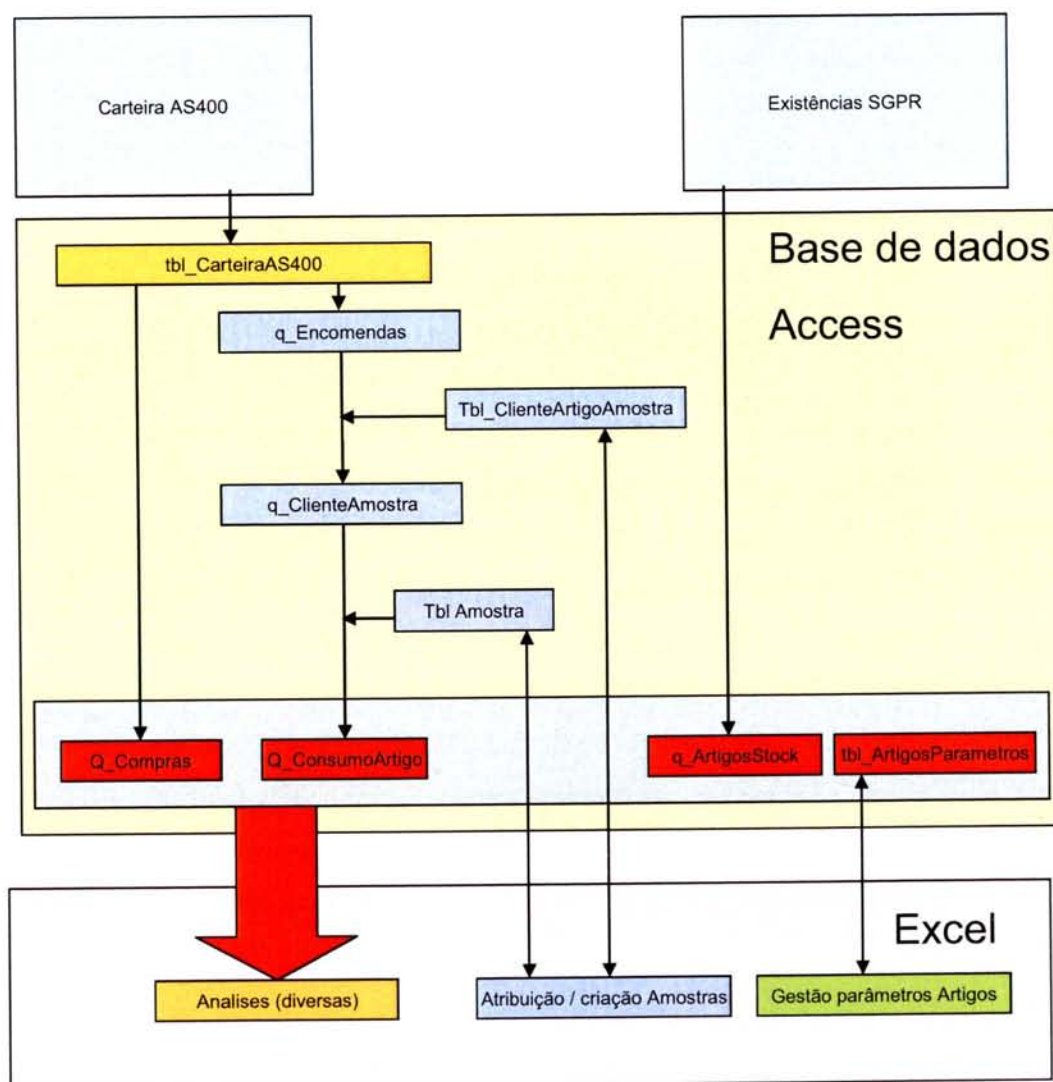 Carteira AS400
Existências SGPR
Base de dados
Access
tbl_CarteiraAS400
q_Encomendas
Tbl_ClienteArtigoAmostra
q_ClienteAmostra
Tbl Amostra
Q_Compras
Q_ConsumoArtigo
q_ArtigosStock
tbl_ArtigosParametros
Excel
Analises (diversas)
Atribuição / criação Amostras
Gestão parâmetros Artigos